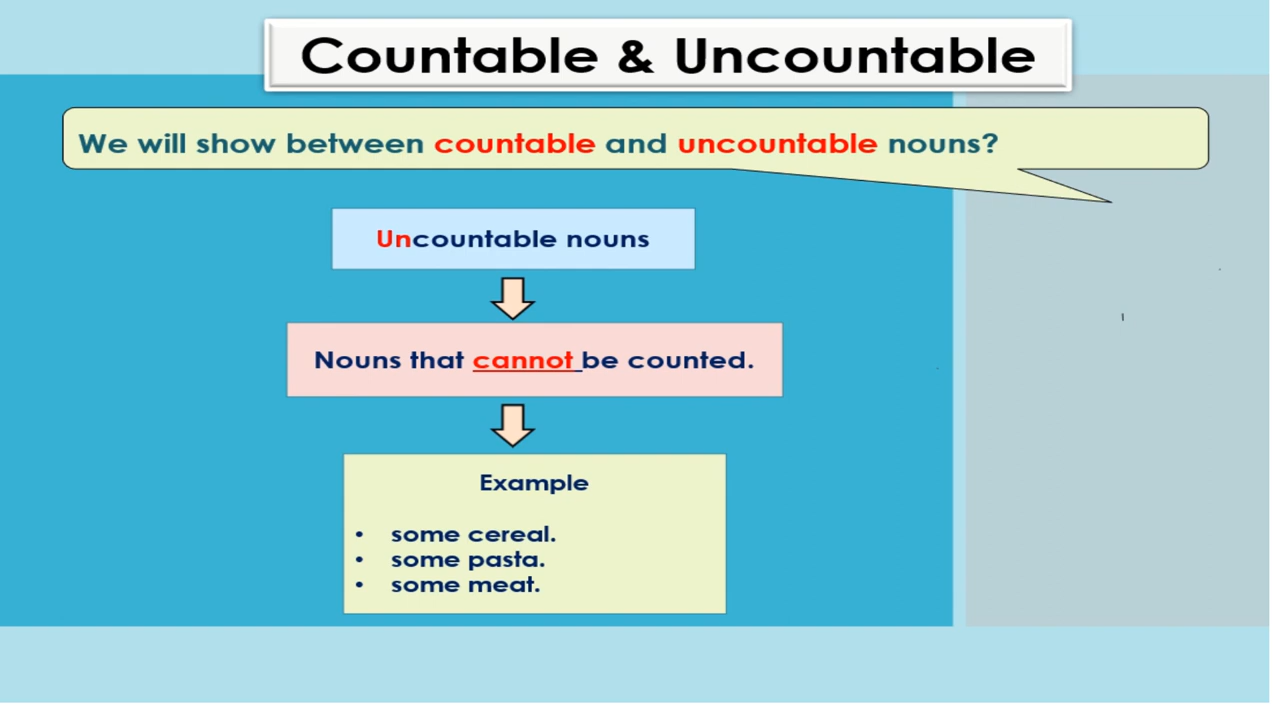 Countable & Uncountable
We will show between countable and uncountable nouns?
Uncountable nouns
Nouns that cannot be counted.
Example
• some cereal.
• some pasta.
• some meat.